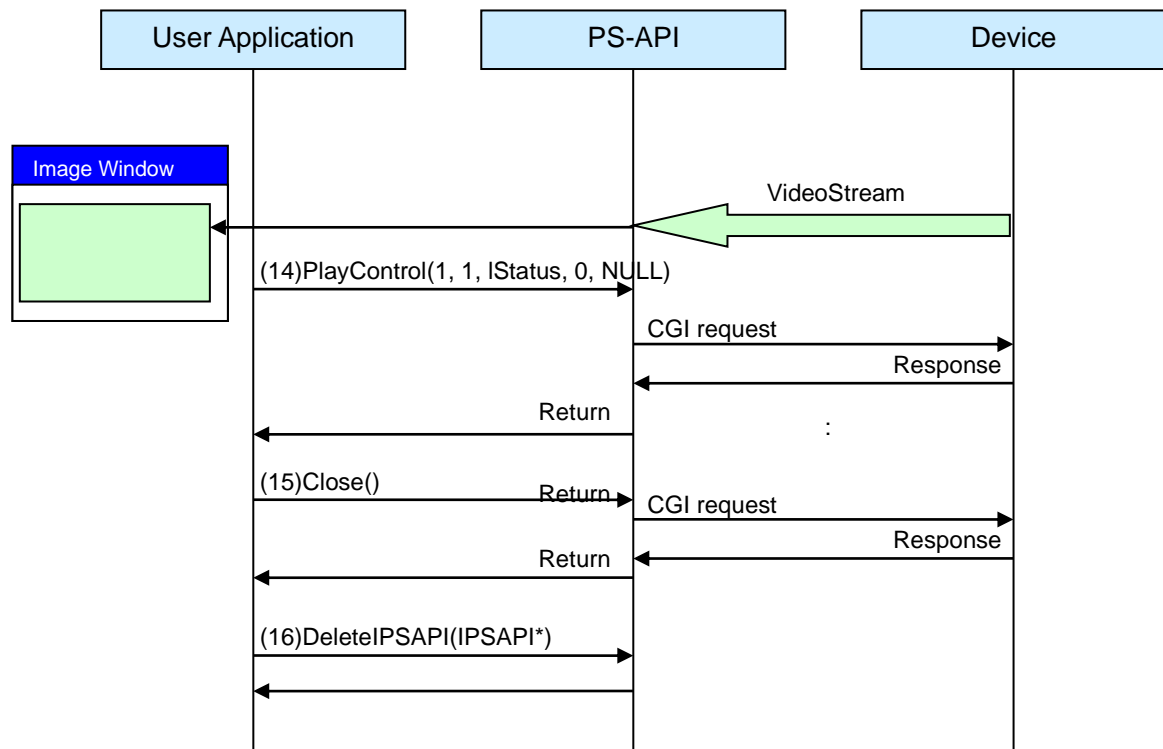 User Application
PS-API
Device
Image Window
VideoStream
(14)PlayControl(1, 1, lStatus, 0, NULL)
CGI request
Response
Return
:
(15)Close()
Return
CGI request
Response
Return
(16)DeleteIPSAPI(IPSAPI*)